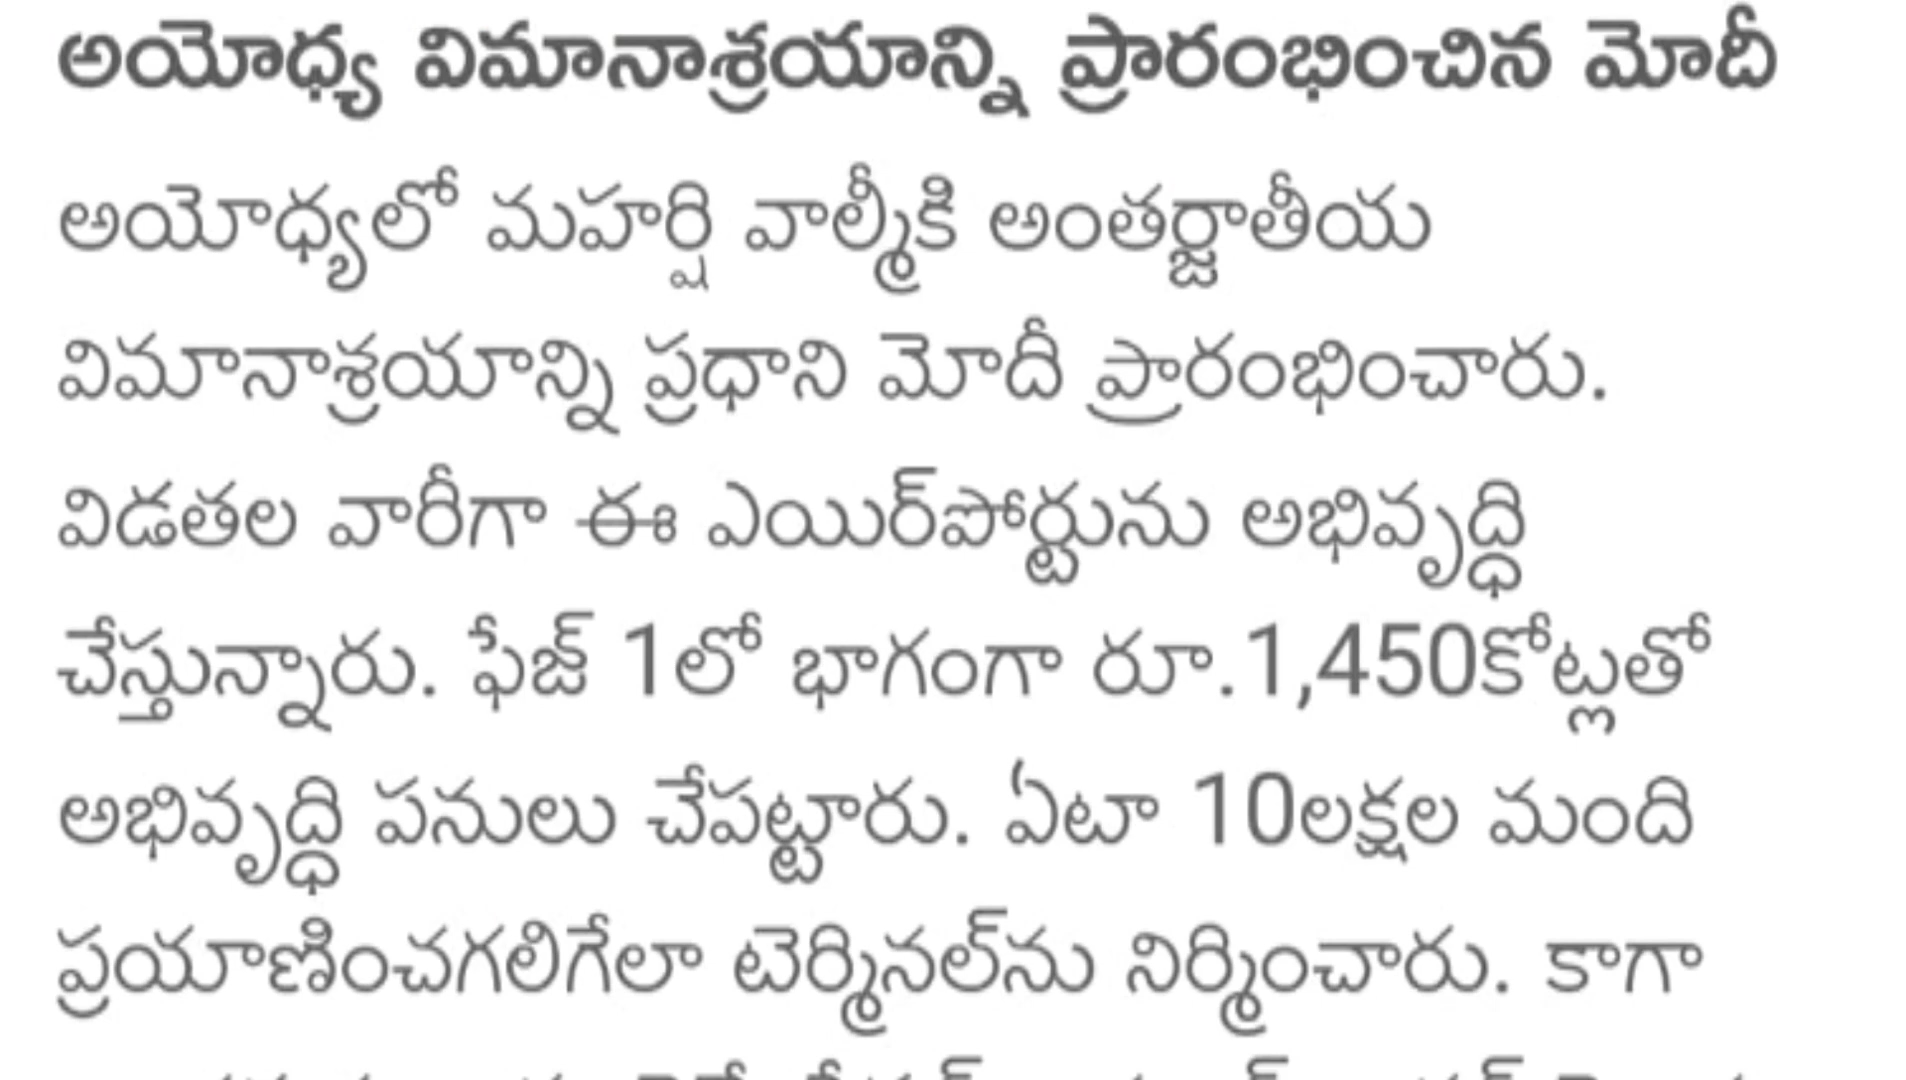 అయోధ్య విమానాశ్రయాన్ని ప్రారంభించిన మోదీ
అయోధ్యలో మహర్షి వాల్మీకి అంతర్జాతీయ
విమానాశ్రయాన్ని ప్రధాని మోదీ ప్రారంభించారు.
విడతల వారీగా ఈ ఎయిర్‌పోర్టును అభివృద్ధి
చేస్తున్నారు. ఫేజ్ 1లో భాగంగా రూ.1,450కోట్లతో
అభివృద్ధి పనులు చేపట్టారు. ఏటా 10లక్షల మంది
ప్రయాణించగలిగేలా టెర్మినల్‌ను నిర్మించారు. కాగా